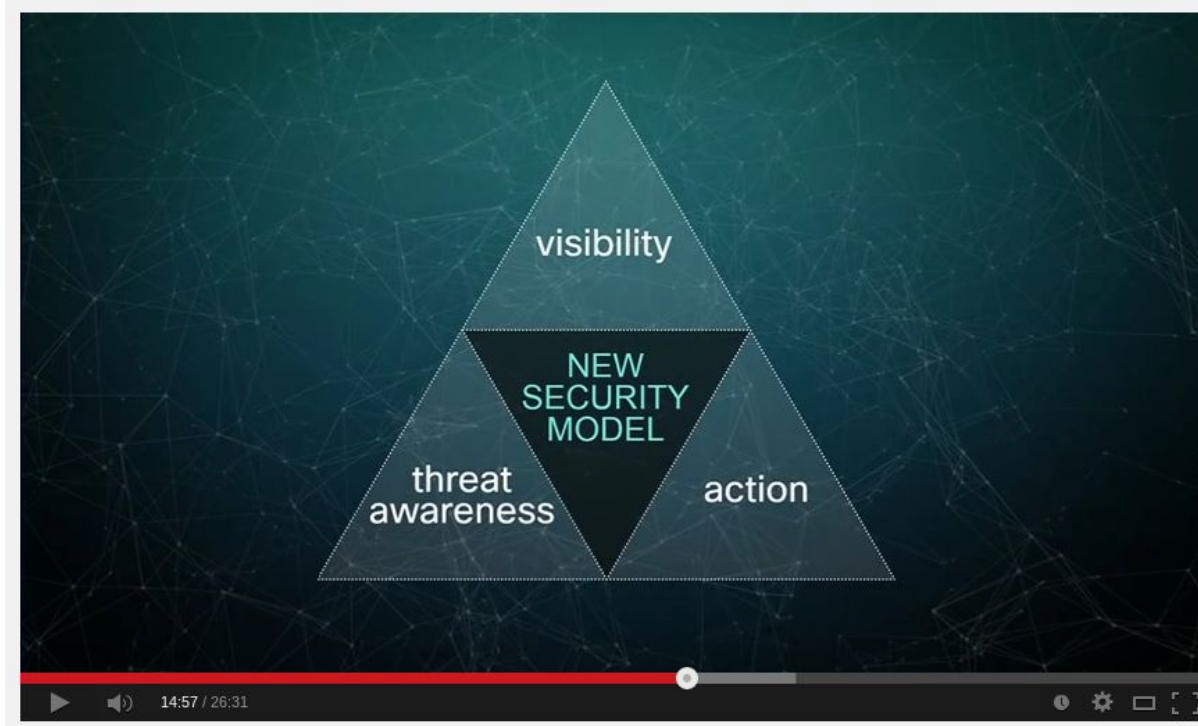 visibility
NEW
SECURITY
MODEL
threat
awareness
action
14:57 / 26:31